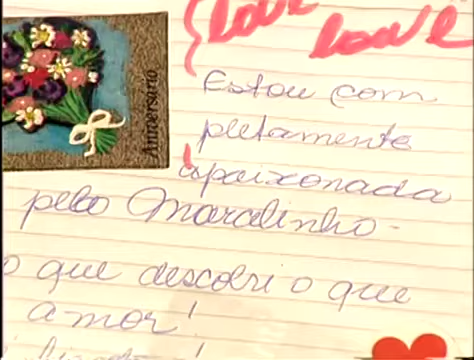 love love
Aniversário
Estou com
pletamente
apaixonada
pelo Marcelinho
o que descobri o que
amor!